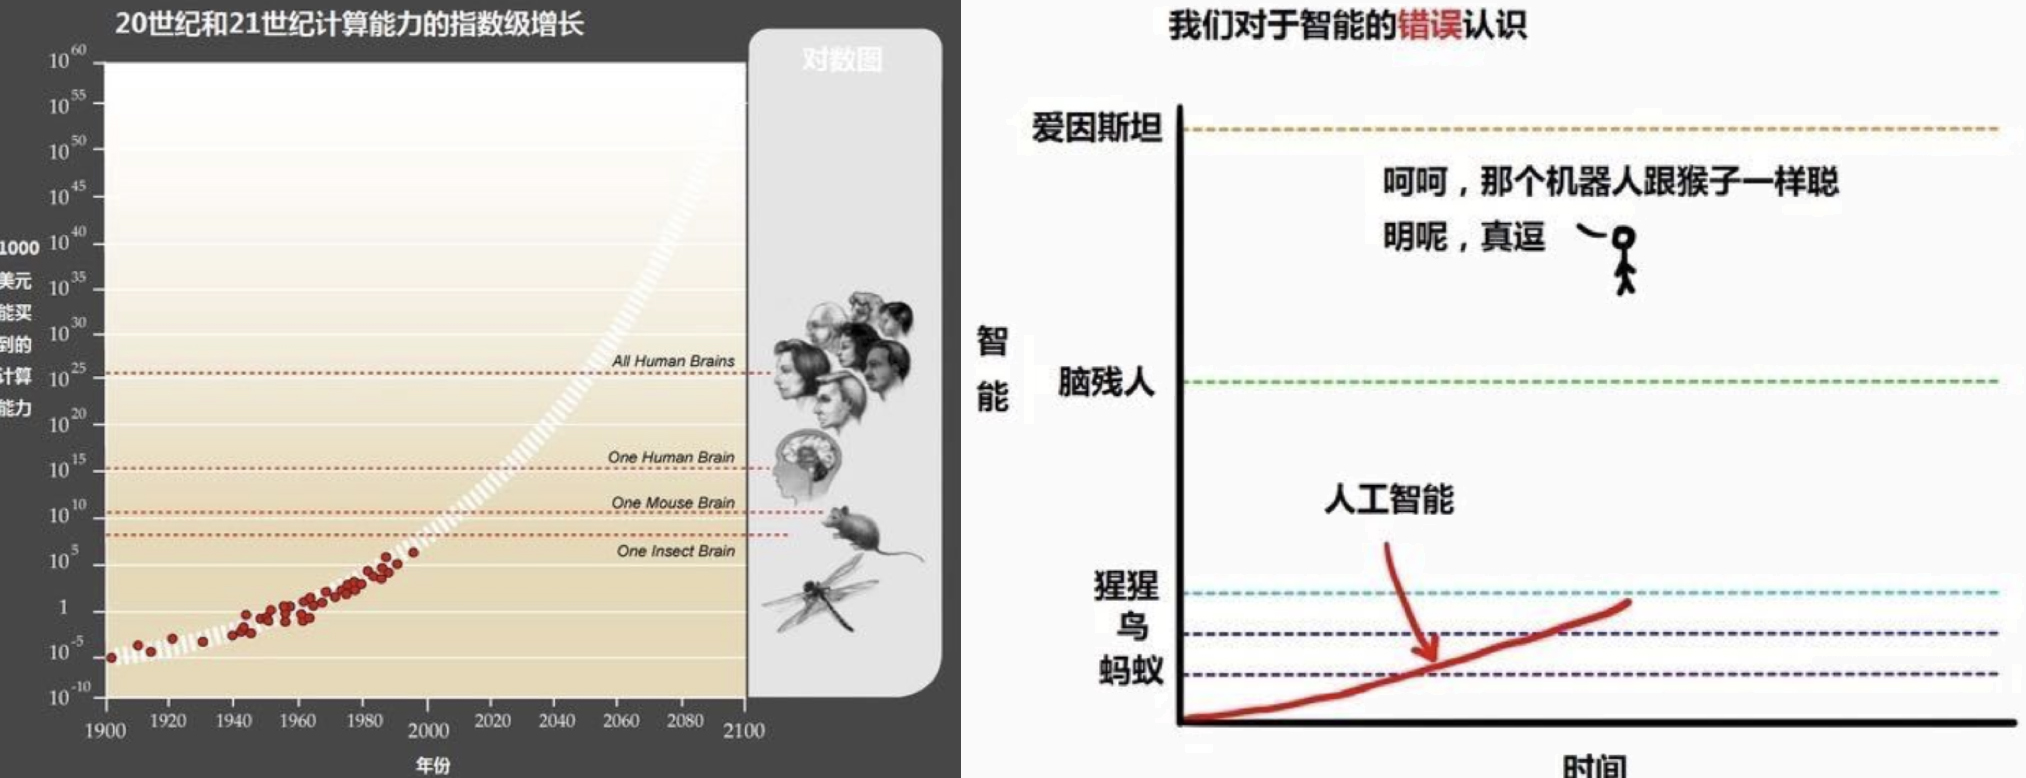 20世纪和21世纪计算能力的指数级增长
对数图
10^60
10^55
10^50
10^45
10^40
10^35
10^30
10^25
10^20
10^15
10^10
10^5
1
10^-5
10^-10
1000
美元
能买
到的
计算
能力
All Human Brains
One Human Brain
One Mouse Brain
One Insect Brain
1900 1920 1940 1960 1980 2000 2020 2040 2060 2080 2100
年份
我们对于智能的错误认识
爱因斯坦
呵呵，那个机器人跟猴子一样聪
明呢，真逗
智
能
脑残人
人工智能
猩猩
鸟
蚂蚁
时间